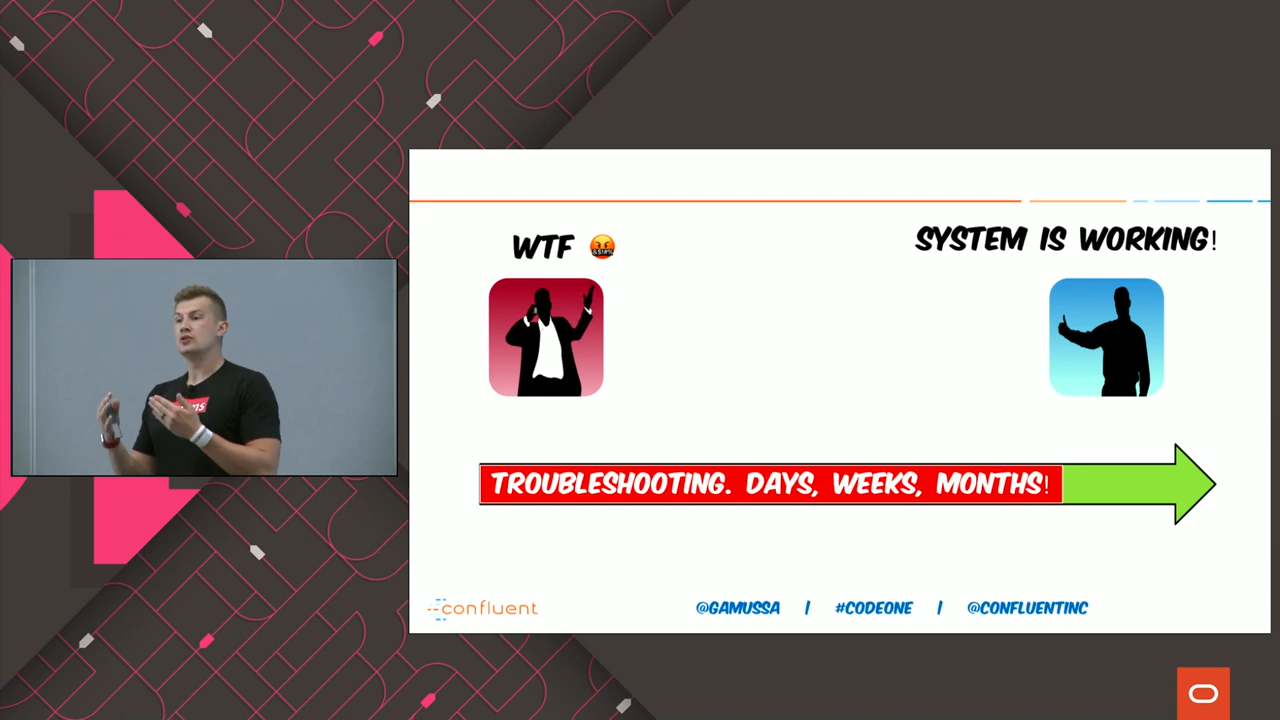 WTF
SYSTEM IS WORKING!
TROUBLESHOOTING. DAYS, WEEKS, MONTHS!
confluent
@GAMUSSA | #CODEONE | @CONFLUENTINC